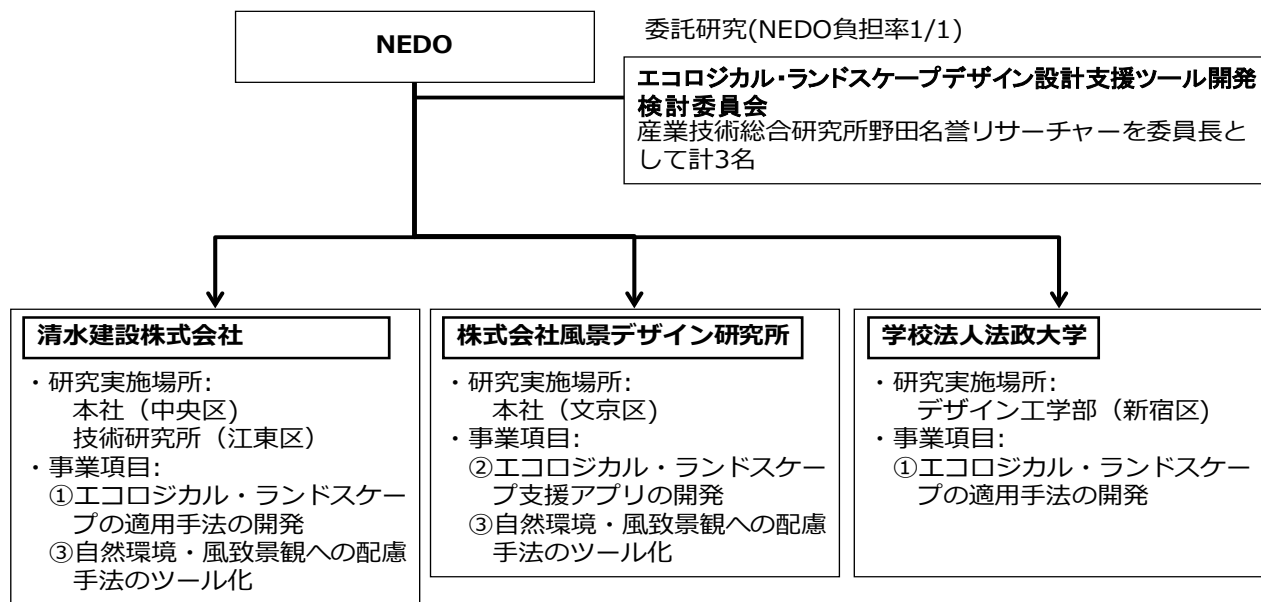 NEDO
委託研究(NEDO負担率1/1)
エコロジカル・ランドスケープデザイン設計支援ツール開発
検討委員会
産業技術総合研究所野田名誉リサーチャーを委員長と
して計3名
清水建設株式会社
・研究実施場所:
本社（中央区)
技術研究所（江東区）
・事業項目:
①エコロジカル・ランドスケー
プの適用手法の開発
③自然環境・風致景観への配慮
手法のツール化
株式会社風景デザイン研究所
・研究実施場所:
本社（文京区)
・事業項目:
②エコロジカル・ランドスケー
プ支援アプリの開発
③自然環境・風致景観への配慮
手法のツール化
学校法人法政大学
・研究実施場所:
デザイン工学部（新宿区)
・事業項目:
①エコロジカル・ランドスケー
プの適用手法の開発